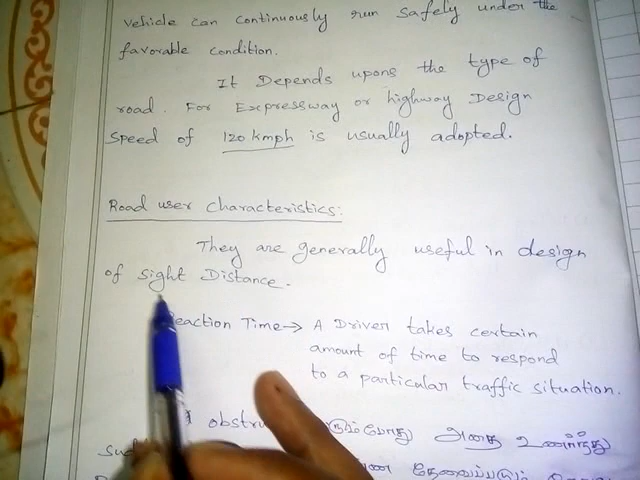 vehicle can continuously run safely under the
favorable condition.
It Depends upons the type of
road. For Expressway or highway Design
Speed of 120 kmph is usually adopted.
Road user characteristics:
They are generally useful in design
of Sight Distance.
Reaction Time → A Driver takes certain
amount of time to respond
to a particular traffic situation.
அதை உணர்ந்து